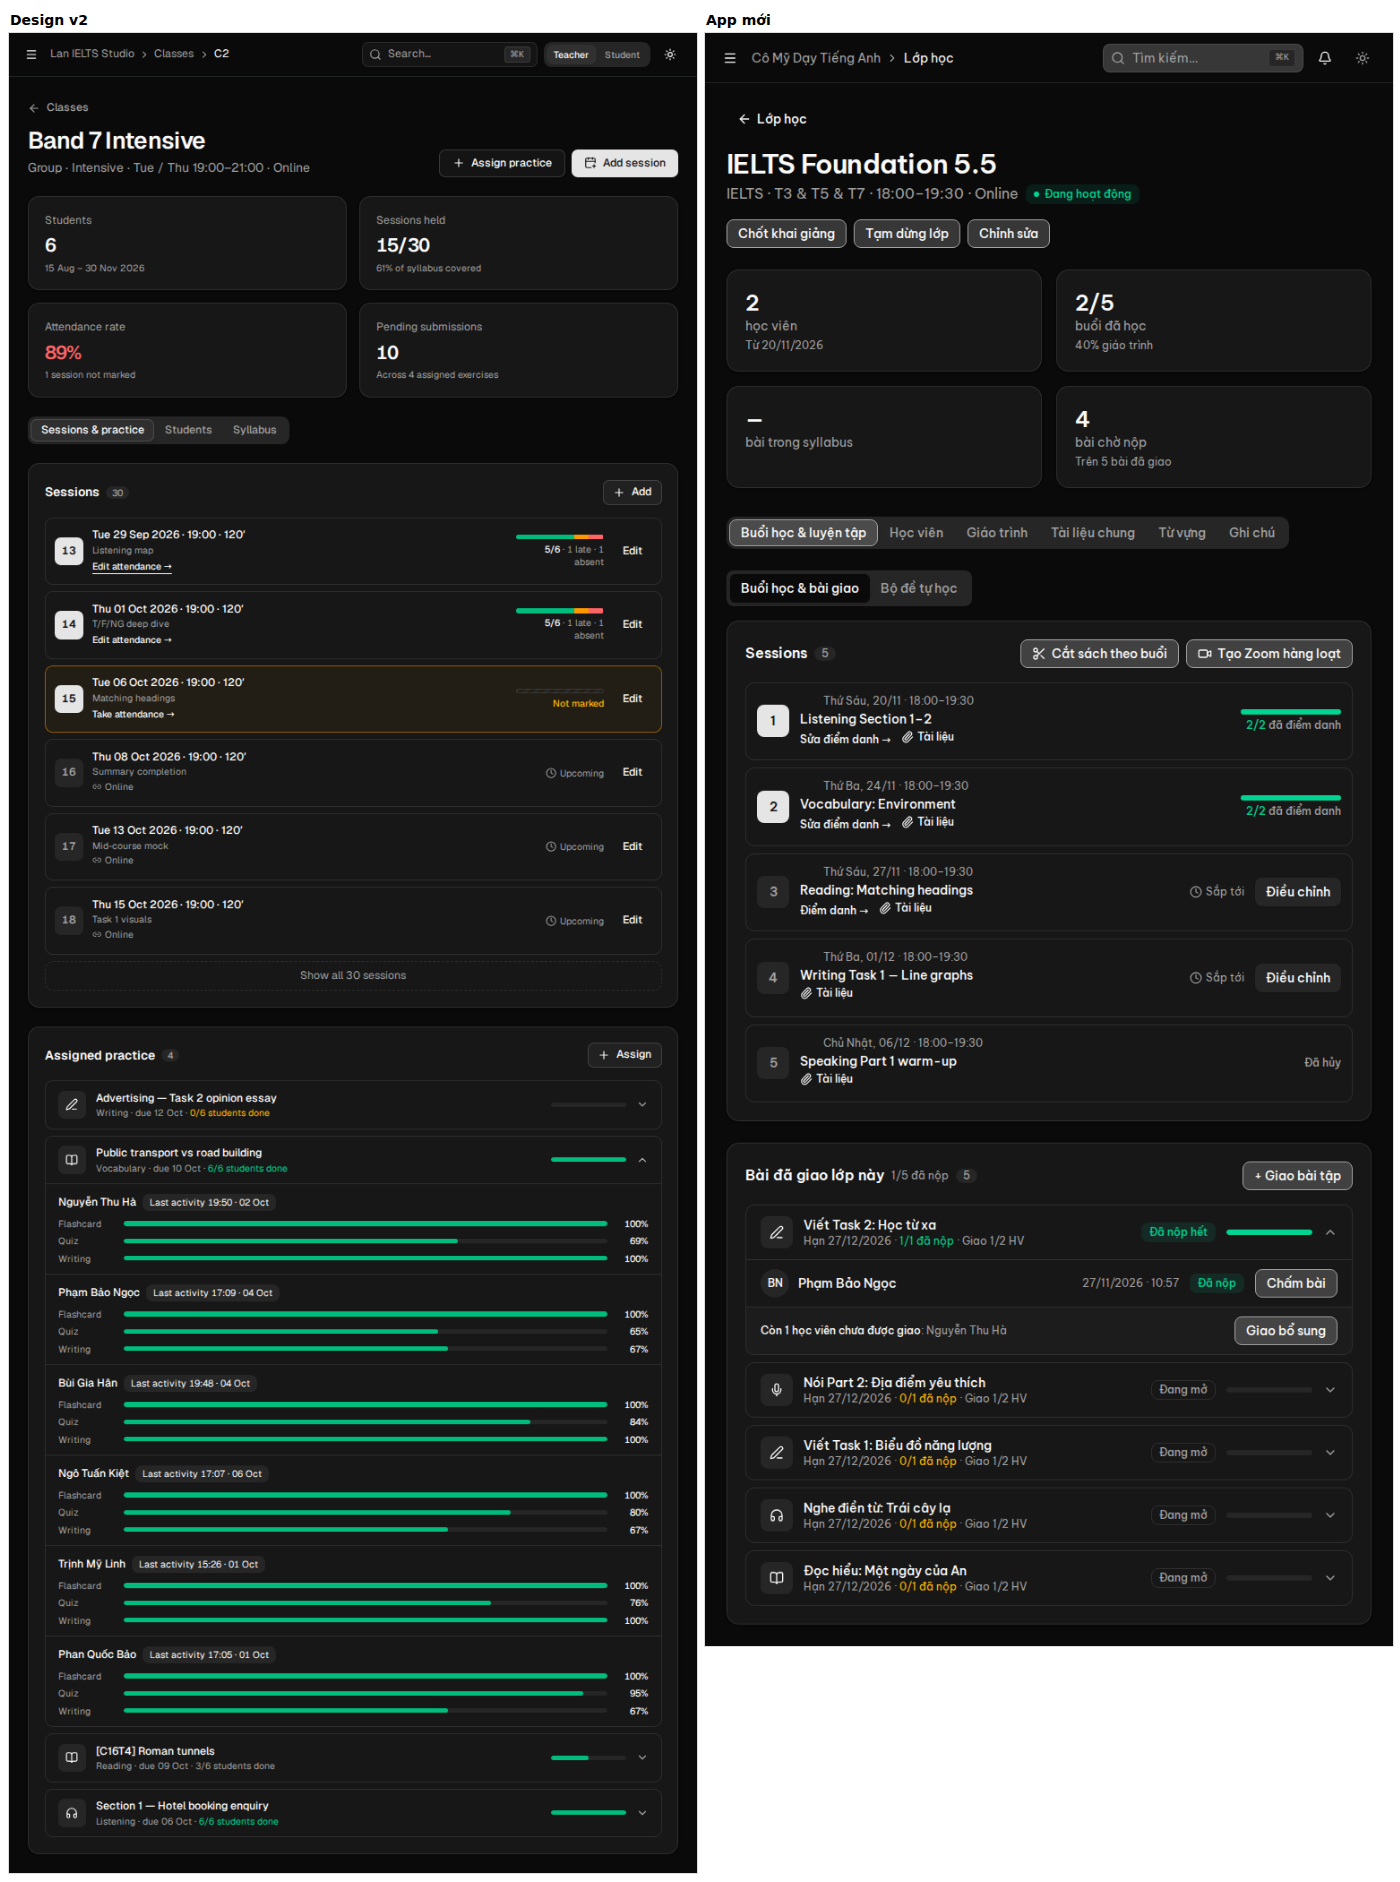 Design v2
Lan IELTS Studio > Classes > C2
Search...
⌘K
Teacher
Student
← Classes
Band 7 Intensive
Group · Intensive · Tue / Thu 19:00–21:00 · Online
+ Assign practice
Add session
Students
6
15 Aug – 30 Nov 2026
Sessions held
15/30
61% of syllabus covered
Attendance rate
89%
1 session not marked
Pending submissions
10
Across 4 assigned exercises
Sessions & practice
Students
Syllabus
Sessions 30
+ Add
13
Tue 29 Sep 2026 · 19:00 · 120′
Listening map
Edit attendance →
5/6 · 1 late · 1
absent
Edit
14
Thu 01 Oct 2026 · 19:00 · 120′
T/F/NG deep dive
Edit attendance →
5/6 · 1 late · 1
absent
Edit
15
Tue 06 Oct 2026 · 19:00 · 120′
Matching headings
Take attendance →
Not marked
Edit
16
Thu 08 Oct 2026 · 19:00 · 120′
Summary completion
Online
Upcoming
Edit
17
Tue 13 Oct 2026 · 19:00 · 120′
Mid-course mock
Online
Upcoming
Edit
18
Thu 15 Oct 2026 · 19:00 · 120′
Task 1 visuals
Online
Upcoming
Edit
Show all 30 sessions
Assigned practice 4
+ Assign
Advertising — Task 2 opinion essay
Writing · due 12 Oct · 0/6 students done
Public transport vs road building
Vocabulary · due 10 Oct · 6/6 students done
Nguyễn Thu Hà Last activity 19:50 · 02 Oct
Flashcard 100%
Quiz 69%
Writing 100%
Phạm Bảo Ngọc Last activity 17:09 · 04 Oct
Flashcard 100%
Quiz 65%
Writing 67%
Bùi Gia Hân Last activity 19:48 · 04 Oct
Flashcard 100%
Quiz 84%
Writing 100%
Ngô Tuấn Kiệt Last activity 17:07 · 06 Oct
Flashcard 100%
Quiz 80%
Writing 67%
Trịnh Mỹ Linh Last activity 15:26 · 01 Oct
Flashcard 100%
Quiz 76%
Writing 100%
Phan Quốc Bảo Last activity 17:05 · 01 Oct
Flashcard 100%
Quiz 95%
Writing 67%
[C16T4] Roman tunnels
Reading · due 09 Oct · 3/6 students done
Section 1 — Hotel booking enquiry
Listening · due 06 Oct · 6/6 students done
App mới
Cô Mỹ Dạy Tiếng Anh > Lớp học
Tìm kiếm...
⌘K
← Lớp học
IELTS Foundation 5.5
IELTS · T3 & T5 & T7 · 18:00–19:30 · Online
Đang hoạt động
Chốt khai giảng
Tạm dừng lớp
Chỉnh sửa
2
học viên
Từ 20/11/2026
2/5
buổi đã học
40% giáo trình
—
bài trong syllabus
4
bài chờ nộp
Trên 5 bài đã giao
Buổi học & luyện tập
Học viên
Giáo trình
Tài liệu chung
Từ vựng
Ghi chú
Buổi học & bài giao
Bộ đề tự học
Sessions 5
Cắt sách theo buổi
Tạo Zoom hàng loạt
1
Thứ Sáu, 20/11 · 18:00–19:30
Listening Section 1–2
Sửa điểm danh → Tài liệu
2/2 đã điểm danh
2
Thứ Ba, 24/11 · 18:00–19:30
Vocabulary: Environment
Sửa điểm danh → Tài liệu
2/2 đã điểm danh
3
Thứ Sáu, 27/11 · 18:00–19:30
Reading: Matching headings
Điểm danh → Tài liệu
Sắp tới
Điều chỉnh
4
Thứ Ba, 01/12 · 18:00–19:30
Writing Task 1 — Line graphs
Tài liệu
Sắp tới
Điều chỉnh
5
Chủ Nhật, 06/12 · 18:00–19:30
Speaking Part 1 warm-up
Tài liệu
Đã hủy
Bài đã giao lớp này 1/5 đã nộp 5
+ Giao bài tập
Viết Task 2: Học từ xa
Hạn 27/12/2026 · 1/1 đã nộp · Giao 1/2 HV
Đã nộp hết
BN
Phạm Bảo Ngọc
27/11/2026 · 10:57
Đã nộp
Chấm bài
Còn 1 học viên chưa được giao: Nguyễn Thu Hà
Giao bổ sung
Nói Part 2: Địa điểm yêu thích
Hạn 27/12/2026 · 0/1 đã nộp · Giao 1/2 HV
Đang mở
Viết Task 1: Biểu đồ năng lượng
Hạn 27/12/2026 · 0/1 đã nộp · Giao 1/2 HV
Đang mở
Nghe điền từ: Trái cây lạ
Hạn 27/12/2026 · 0/1 đã nộp · Giao 1/2 HV
Đang mở
Đọc hiểu: Một ngày của An
Hạn 27/12/2026 · 0/1 đã nộp · Giao 1/2 HV
Đang mở